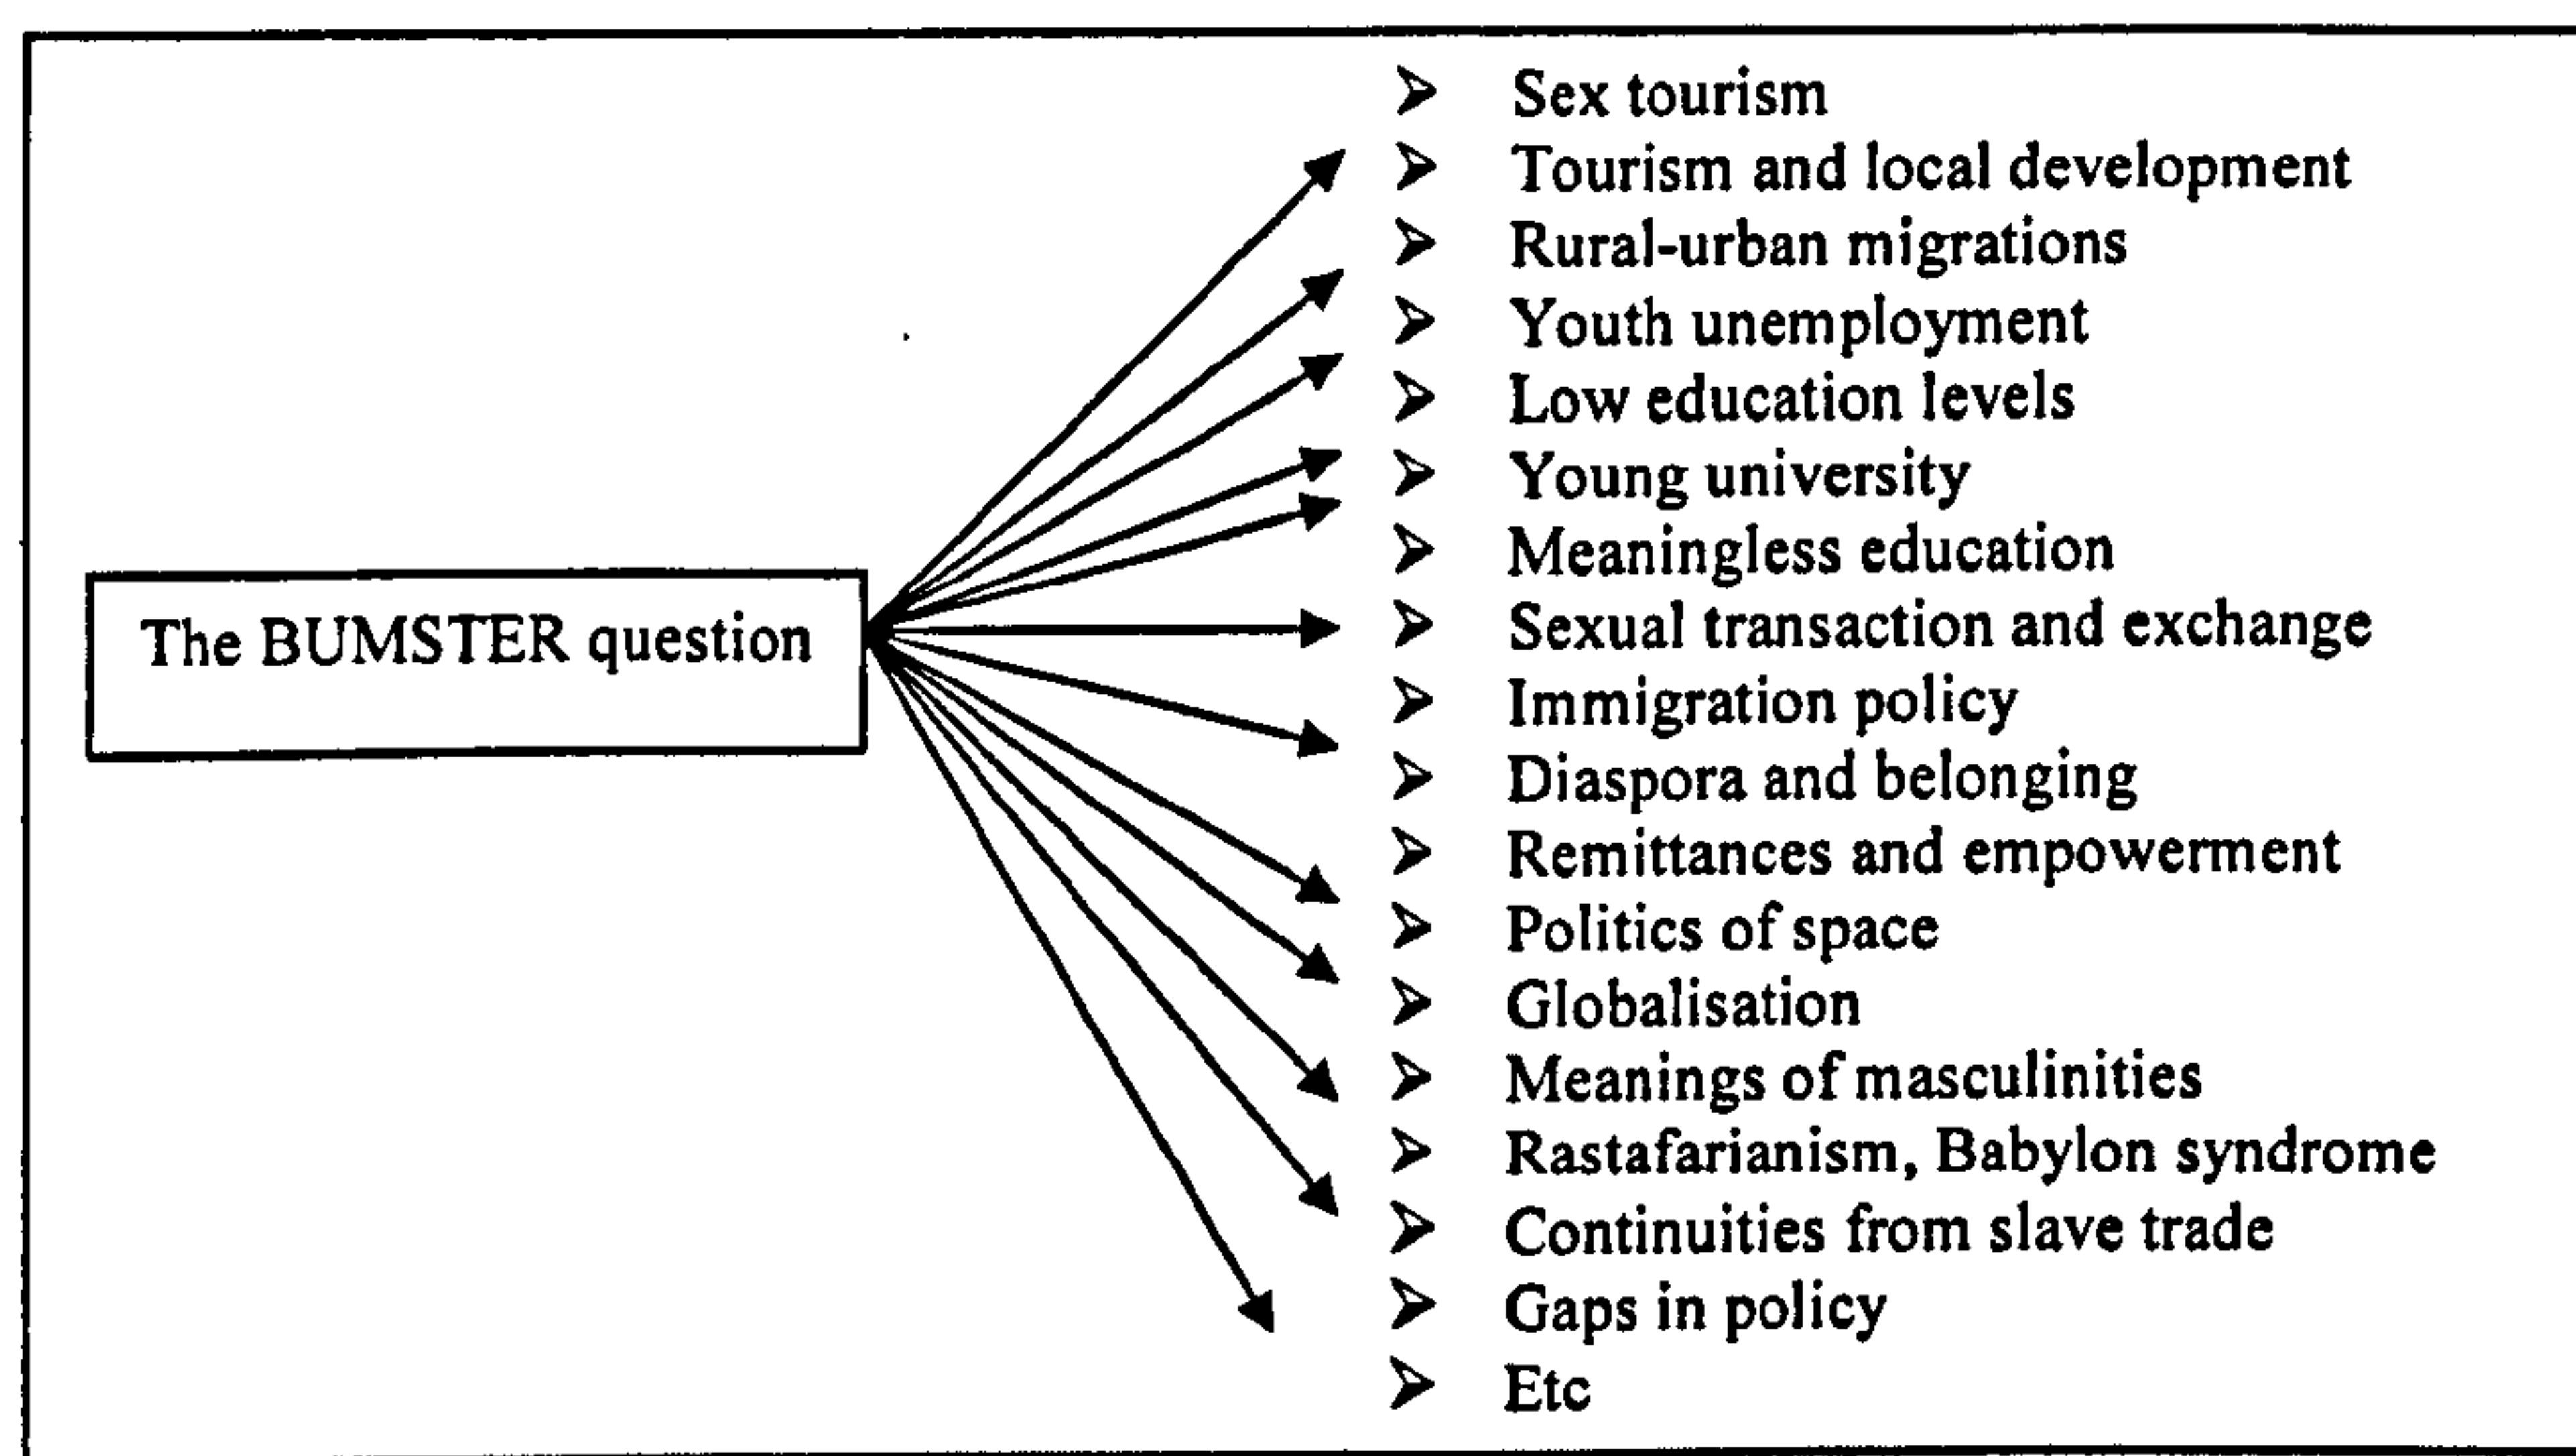 The BUMSTER question
➢ Sex tourism
➢ Tourism and local development
➢ Rural-urban migrations
➢ Youth unemployment
➢ Low education levels
➢ Young university
➢ Meaningless education
➢ Sexual transaction and exchange
➢ Immigration policy
➢ Diaspora and belonging
➢ Remittances and empowerment
➢ Politics of space
➢ Globalisation
➢ Meanings of masculinities
➢ Rastafarianism, Babylon syndrome
➢ Continuities from slave trade
➢ Gaps in policy
➢ Etc